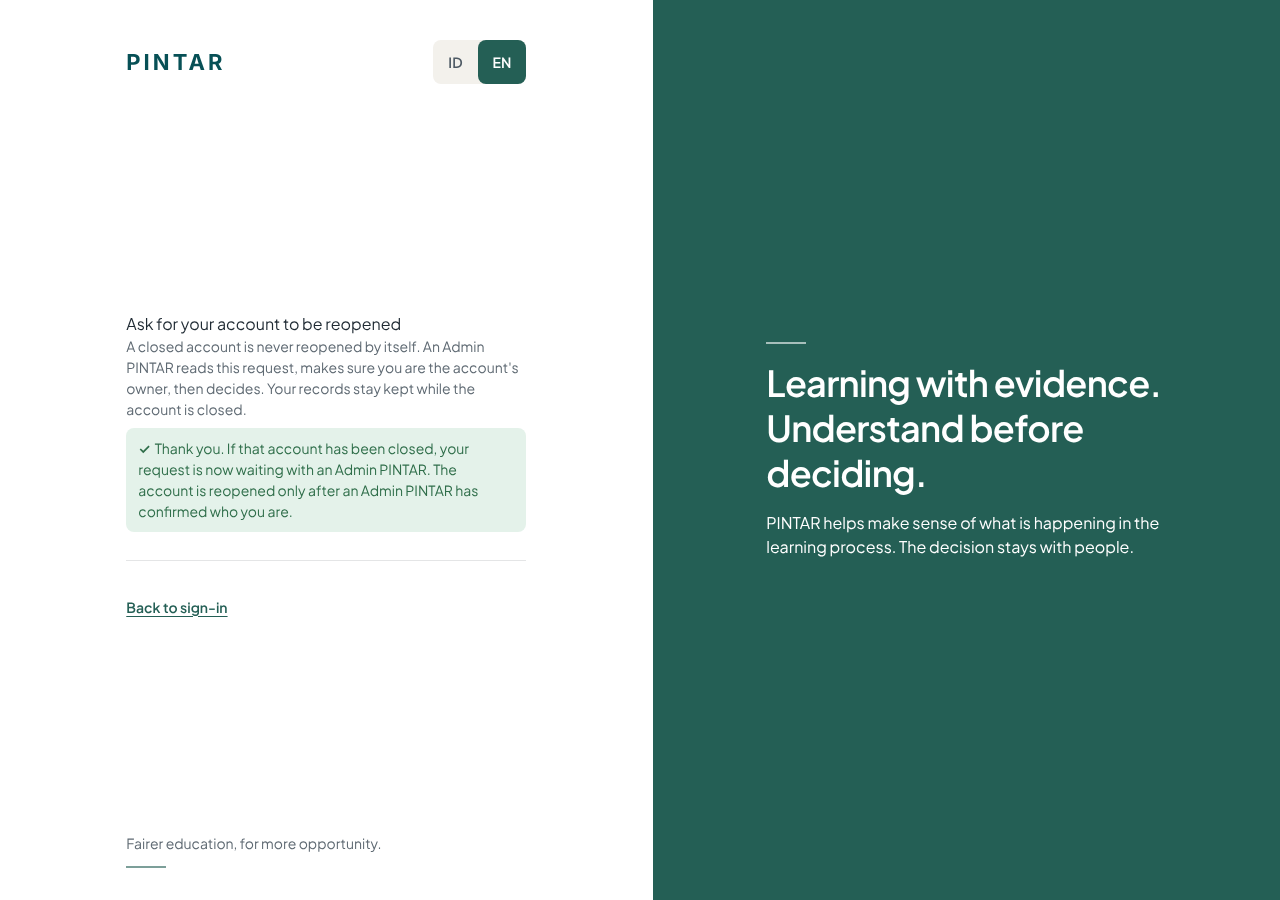 PINTAR
ID
EN
Ask for your account to be reopened
A closed account is never reopened by itself. An Admin
PINTAR reads this request, makes sure you are the account's
owner, then decides. Your records stay kept while the
account is closed.
✓ Thank you. If that account has been closed, your
request is now waiting with an Admin PINTAR. The
account is reopened only after an Admin PINTAR has
confirmed who you are.
Back to sign-in
Fairer education, for more opportunity.
Learning with evidence.
Understand before
deciding.
PINTAR helps make sense of what is happening in the
learning process. The decision stays with people.